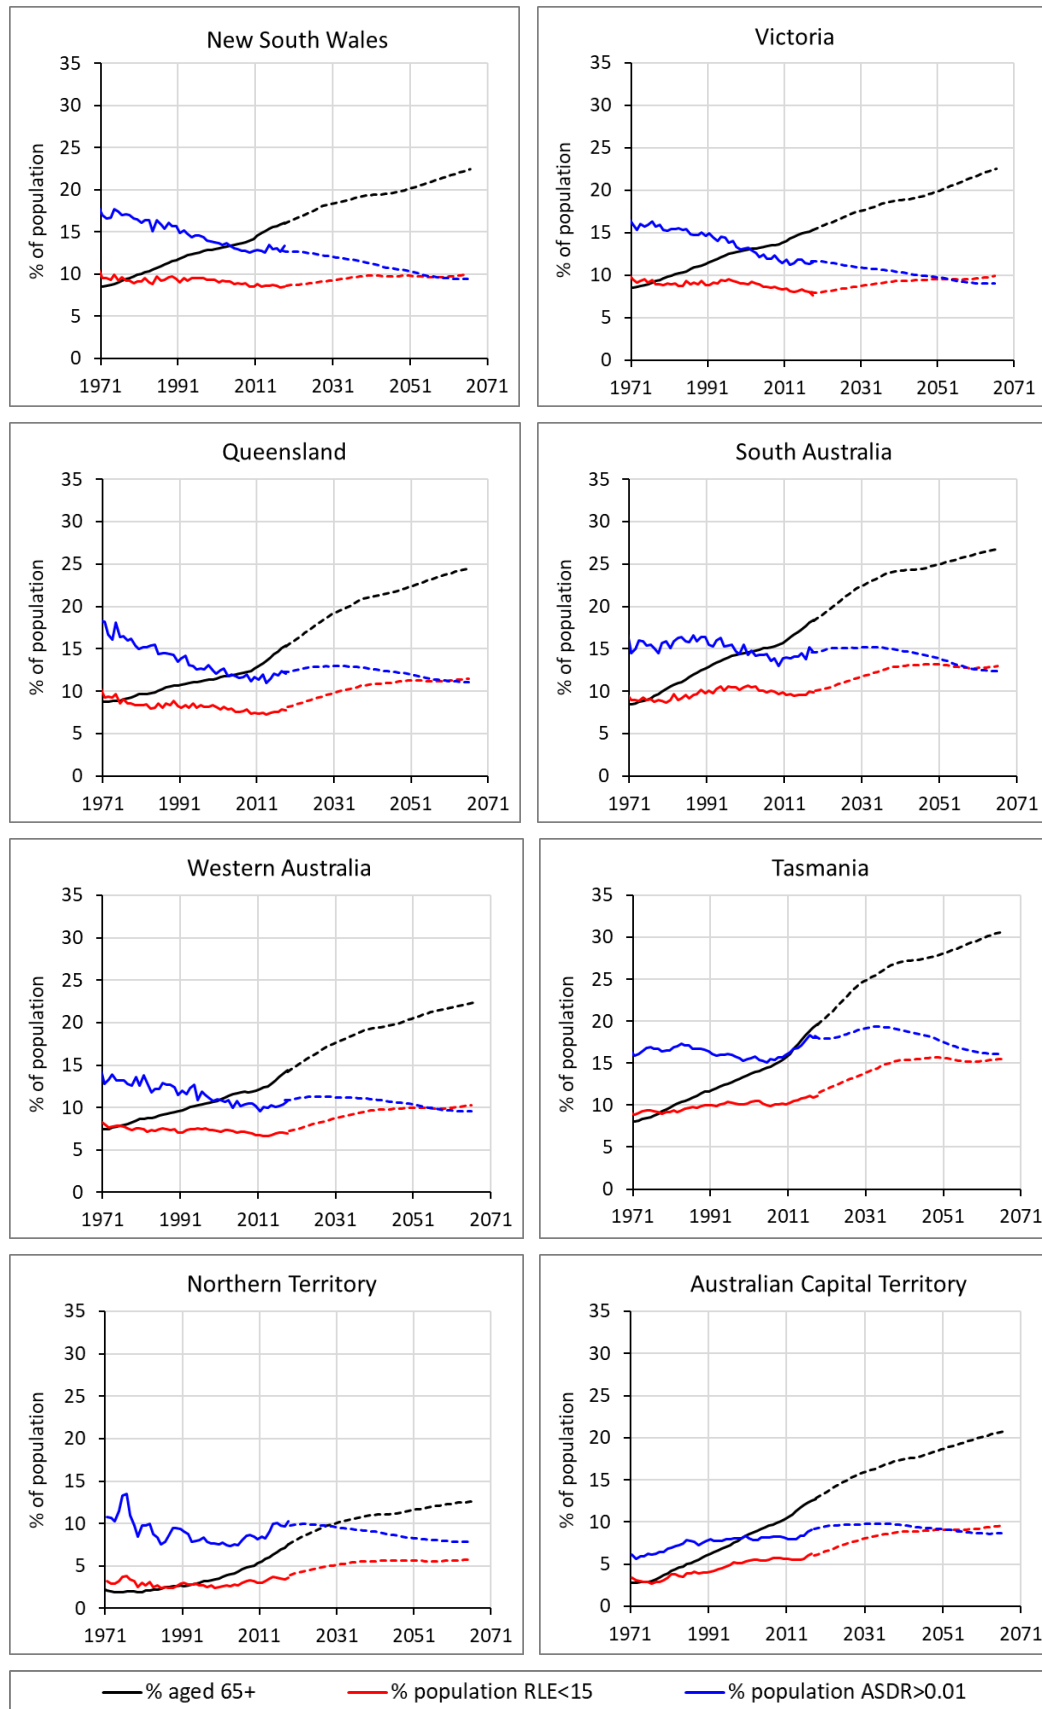 New South Wales
% of population
35
30
25
20
15
10
5
0
1971 1991 2011 2031 2051 2071
Victoria
% of population
35
30
25
20
15
10
5
0
1971 1991 2011 2031 2051 2071
Queensland
% of population
35
30
25
20
15
10
5
0
1971 1991 2011 2031 2051 2071
South Australia
% of population
35
30
25
20
15
10
5
0
1971 1991 2011 2031 2051 2071
Western Australia
% of population
35
30
25
20
15
10
5
0
1971 1991 2011 2031 2051 2071
Tasmania
% of population
35
30
25
20
15
10
5
0
1971 1991 2011 2031 2051 2071
Northern Territory
% of population
35
30
25
20
15
10
5
0
1971 1991 2011 2031 2051 2071
Australian Capital Territory
% of population
35
30
25
20
15
10
5
0
1971 1991 2011 2031 2051 2071
% aged 65+ % population RLE<15 % population ASDR>0.01